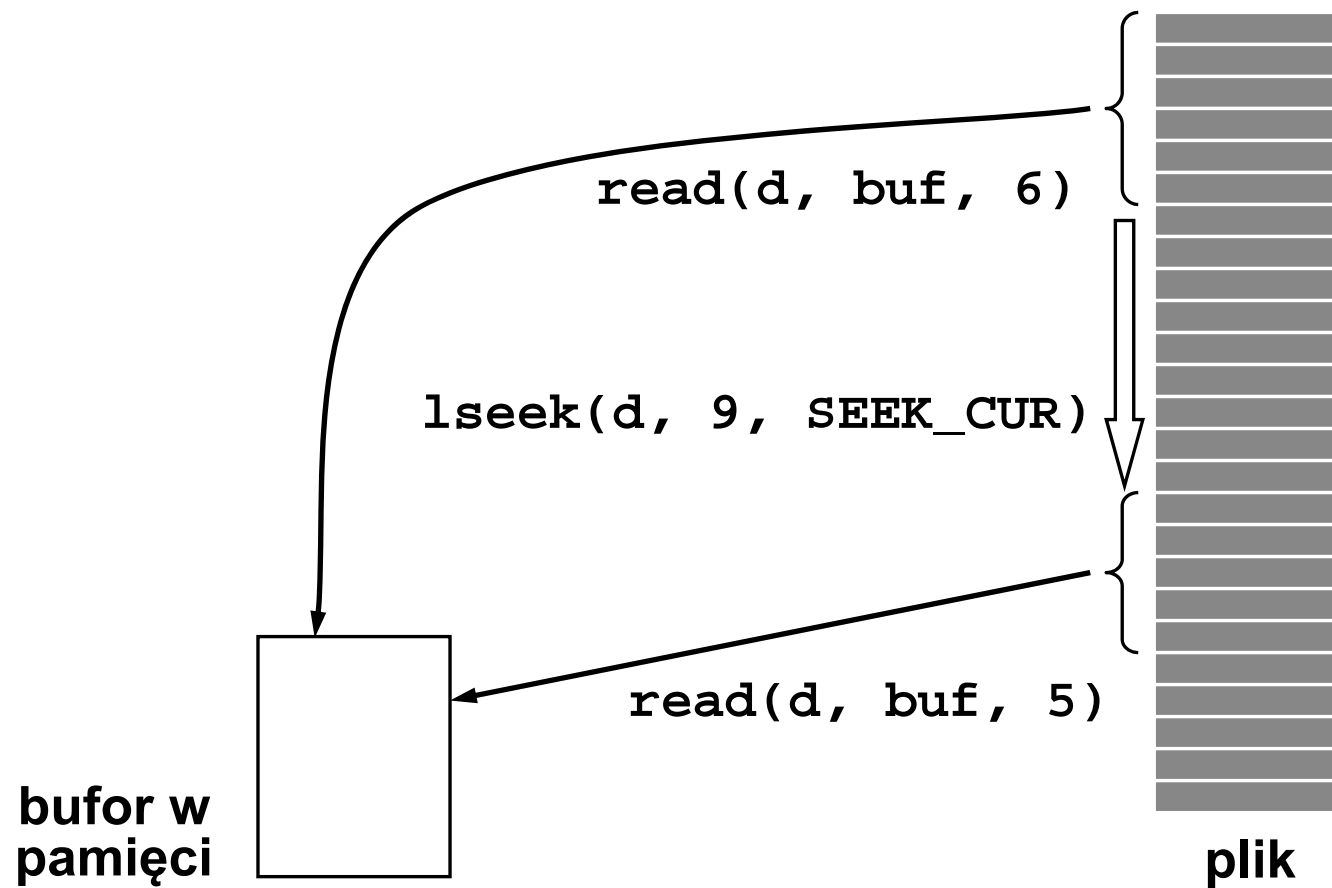 read(d, buf, 6)
lseek(d, 9, SEEK_CUR)
read(d, buf, 5)
bufor w
pamięci
plik